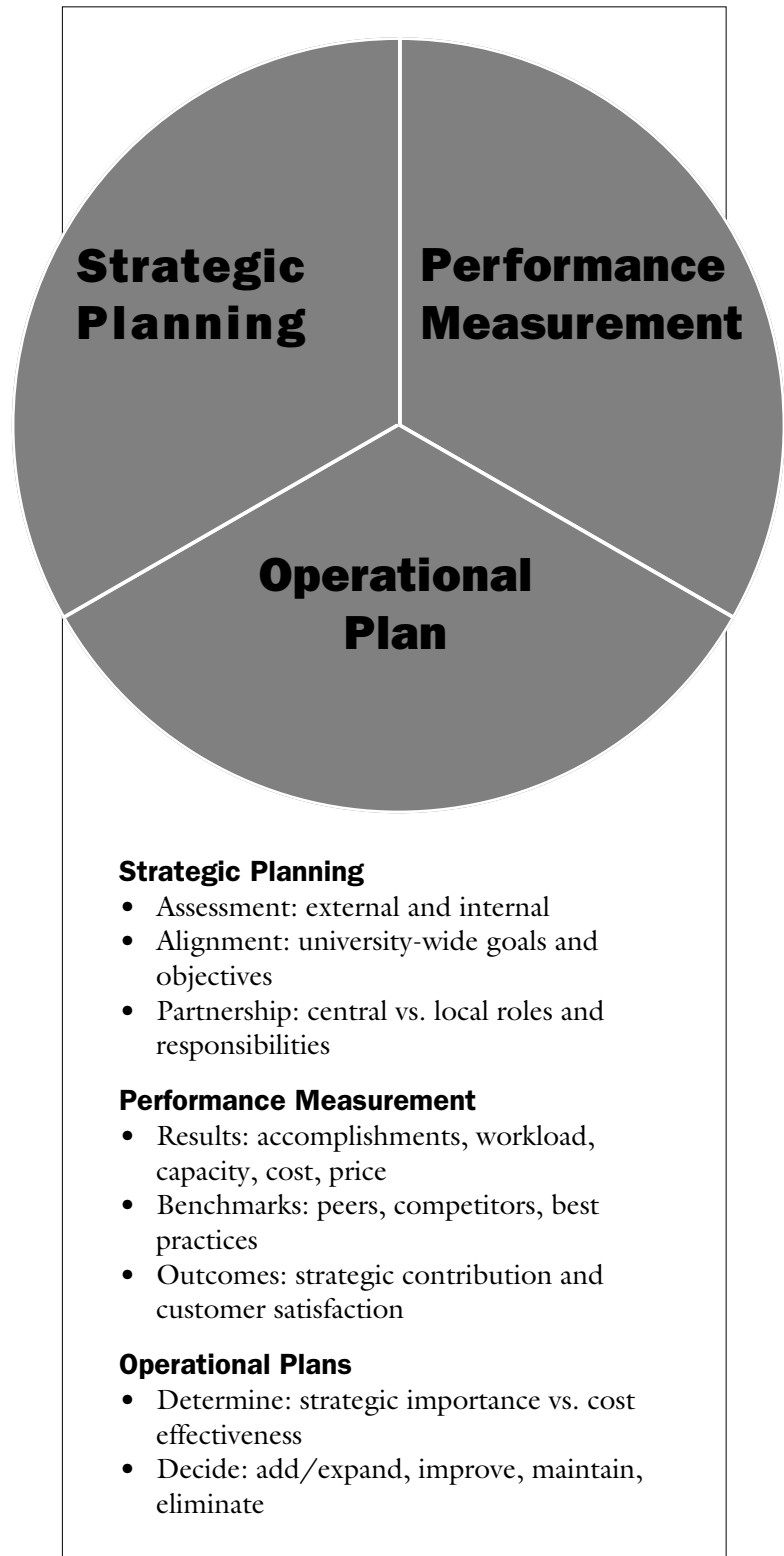 Strategic
Planning
Performance
Measurement
Operational
Plan
Strategic Planning
• Assessment: external and internal
• Alignment: university-wide goals and
objectives
• Partnership: central vs. local roles and
responsibilities
Performance Measurement
• Results: accomplishments, workload,
capacity, cost, price
• Benchmarks: peers, competitors, best
practices
• Outcomes: strategic contribution and
customer satisfaction
Operational Plans
• Determine: strategic importance vs. cost
effectiveness
• Decide: add/expand, improve, maintain,
eliminate